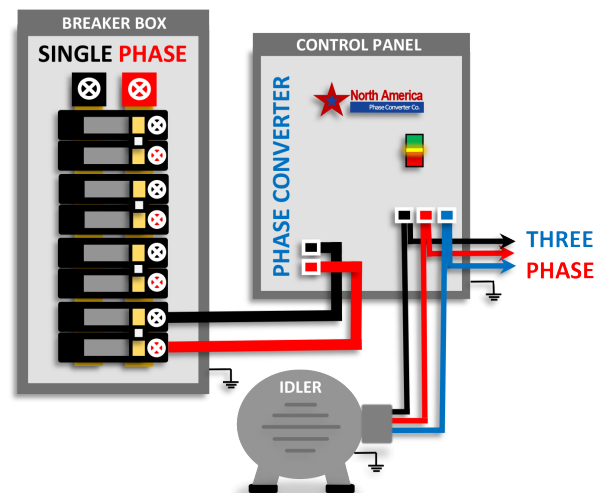 BREAKER BOX
SINGLE PHASE
CONTROL PANEL
PHASE CONVERTER
North America
Phase Converter Co.
THREE
PHASE
IDLER